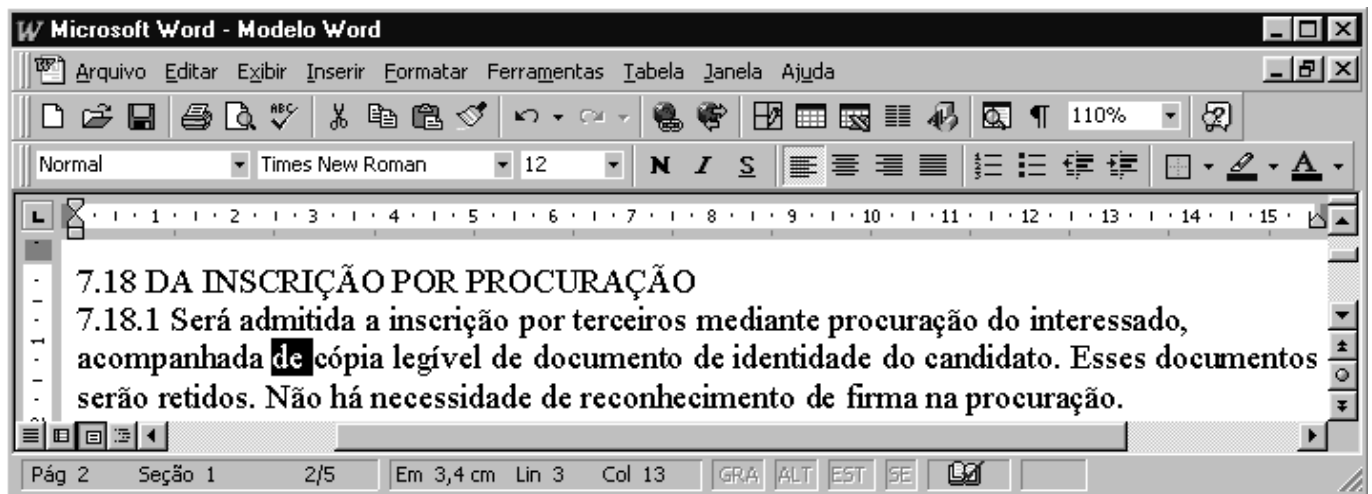 W Microsoft Word - Modelo Word
Arquivo Editar Exibir Inserir Formatar Ferramentas Tabela Janela Ajuda
ABC 110%
Normal Times New Roman 12 N I S A
1 2 3 4 5 6 7 8 9 10 11 12 13 14 15
7.18 DA INSCRIÇÃO POR PROCURAÇÃO
7.18.1 Será admitida a inscrição por terceiros mediante procuração do interessado,
acompanhada de cópia legível de documento de identidade do candidato. Esses documentos
serão retidos. Não há necessidade de reconhecimento de firma na procuração.
Pág 2 Seção 1 2/5 Em 3,4 cm Lin 3 Col 13 GRA ALT EST SE